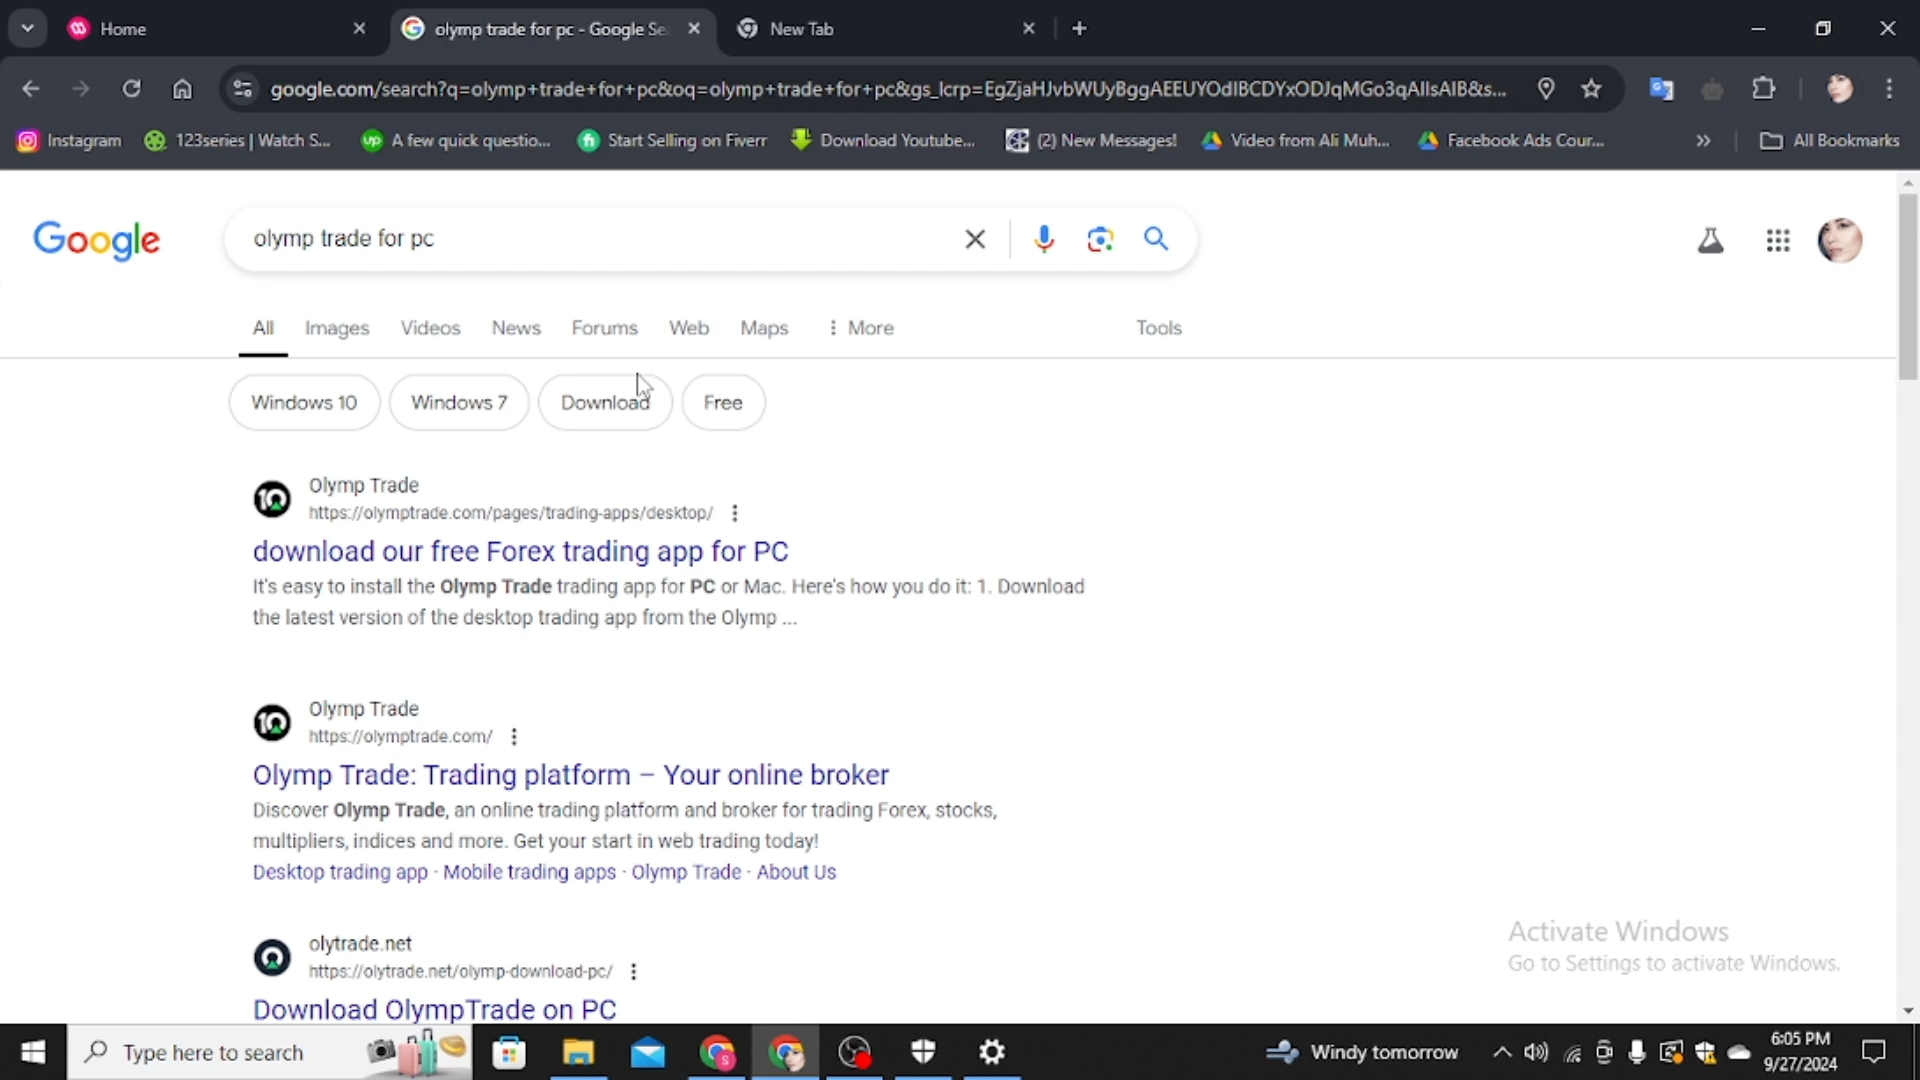 Home
olymp trade for pc - Google Se
New Tab
google.com/search?q=olymp+trade+for+pc&oq=olymp+trade+for+pc&gs_lcrp=EgZjaHJvbWUyBggAEEUYOdIBCDYxODJqMGo3qAIIsAIB&s...
Instagram
123series | Watch S...
A few quick questio...
Start Selling on Fiverr
Download Youtube...
(2) New Messages!
Video from Ali Muh...
Facebook Ads Cour...
All Bookmarks
Google
olymp trade for pc
All Images Videos News Forums Web Maps More Tools
Windows 10 Windows 7 Download Free
Olymp Trade
https://olymptrade.com/pages/trading-apps/desktop/
download our free Forex trading app for PC
It's easy to install the Olymp Trade trading app for PC or Mac. Here's how you do it: 1. Download
the latest version of the desktop trading app from the Olymp ...
Olymp Trade
https://olymptrade.com/
Olymp Trade: Trading platform – Your online broker
Discover Olymp Trade, an online trading platform and broker for trading Forex, stocks,
multipliers, indices and more. Get your start in web trading today!
Desktop trading app · Mobile trading apps · Olymp Trade · About Us
olytrade.net
https://olytrade.net/olymp-download-pc/
Download OlympTrade on PC
Activate Windows
Go to Settings to activate Windows.
Type here to search
Windy tomorrow
6:05 PM
9/27/2024